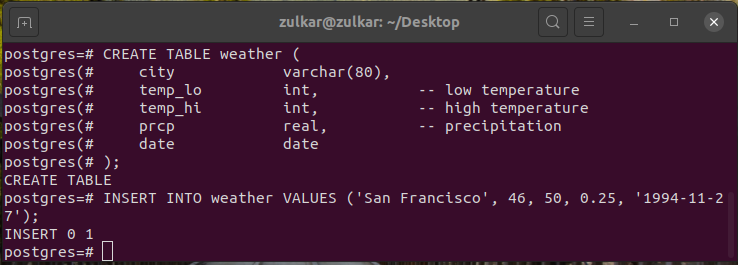 zulkar@zulkar: ~/Desktop
postgres=# CREATE TABLE weather (
postgres(#     city            varchar(80),
postgres(#     temp_lo         int,           -- low temperature
postgres(#     temp_hi         int,           -- high temperature
postgres(#     prcp            real,          -- precipitation
postgres(#     date            date
postgres(# );
CREATE TABLE
postgres=# INSERT INTO weather VALUES ('San Francisco', 46, 50, 0.25, '1994-11-2
7');
INSERT 0 1
postgres=#